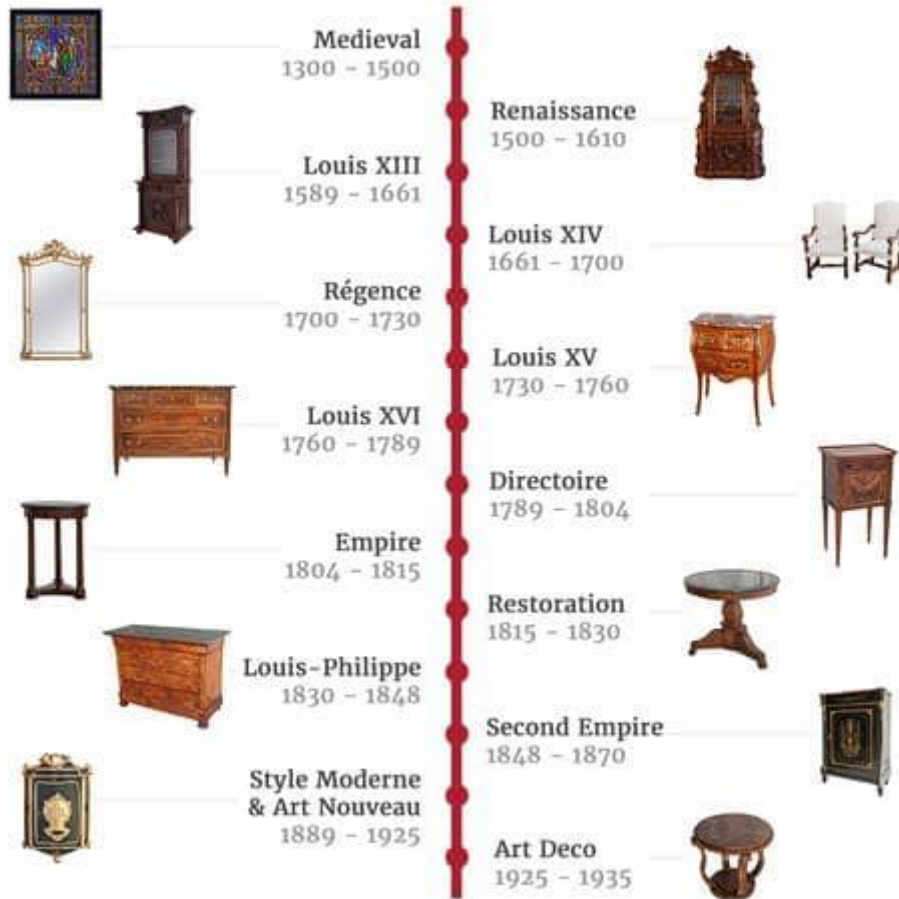 Medieval
1300 – 1500
Renaissance
1500 – 1610
Louis XIII
1589 – 1661
Louis XIV
1661 – 1700
Régence
1700 – 1730
Louis XV
1730 – 1760
Louis XVI
1760 – 1789
Directoire
1789 – 1804
Empire
1804 – 1815
Restoration
1815 – 1830
Louis-Philippe
1830 – 1848
Second Empire
1848 – 1870
Style Moderne
& Art Nouveau
1889 – 1925
Art Deco
1925 – 1935